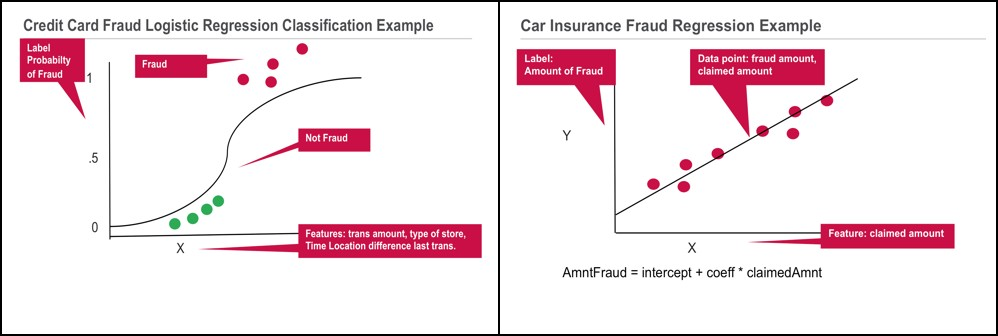 Credit Card Fraud Logistic Regression Classification Example
Label
Probabilty
of Fraud
Fraud
1
Not Fraud
.5
0
Features: trans amount, type of store,
Time Location difference last trans.
X
Car Insurance Fraud Regression Example
Label:
Amount of Fraud
Data point: fraud amount,
claimed amount
Y
Feature: claimed amount
X
AmntFraud = intercept + coeff * claimedAmnt